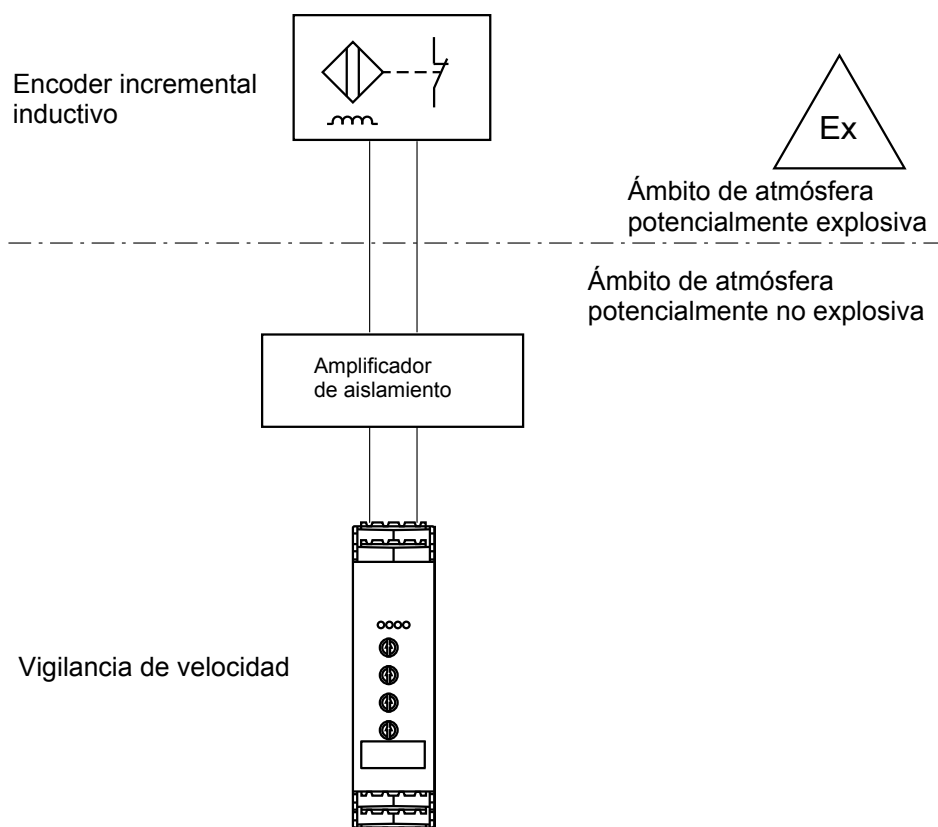 Encoder incremental
inductivo
Ex
Ámbito de atmósfera
potencialmente explosiva
Ámbito de atmósfera
potencialmente no explosiva
Amplificador
de aislamiento
Vigilancia de velocidad